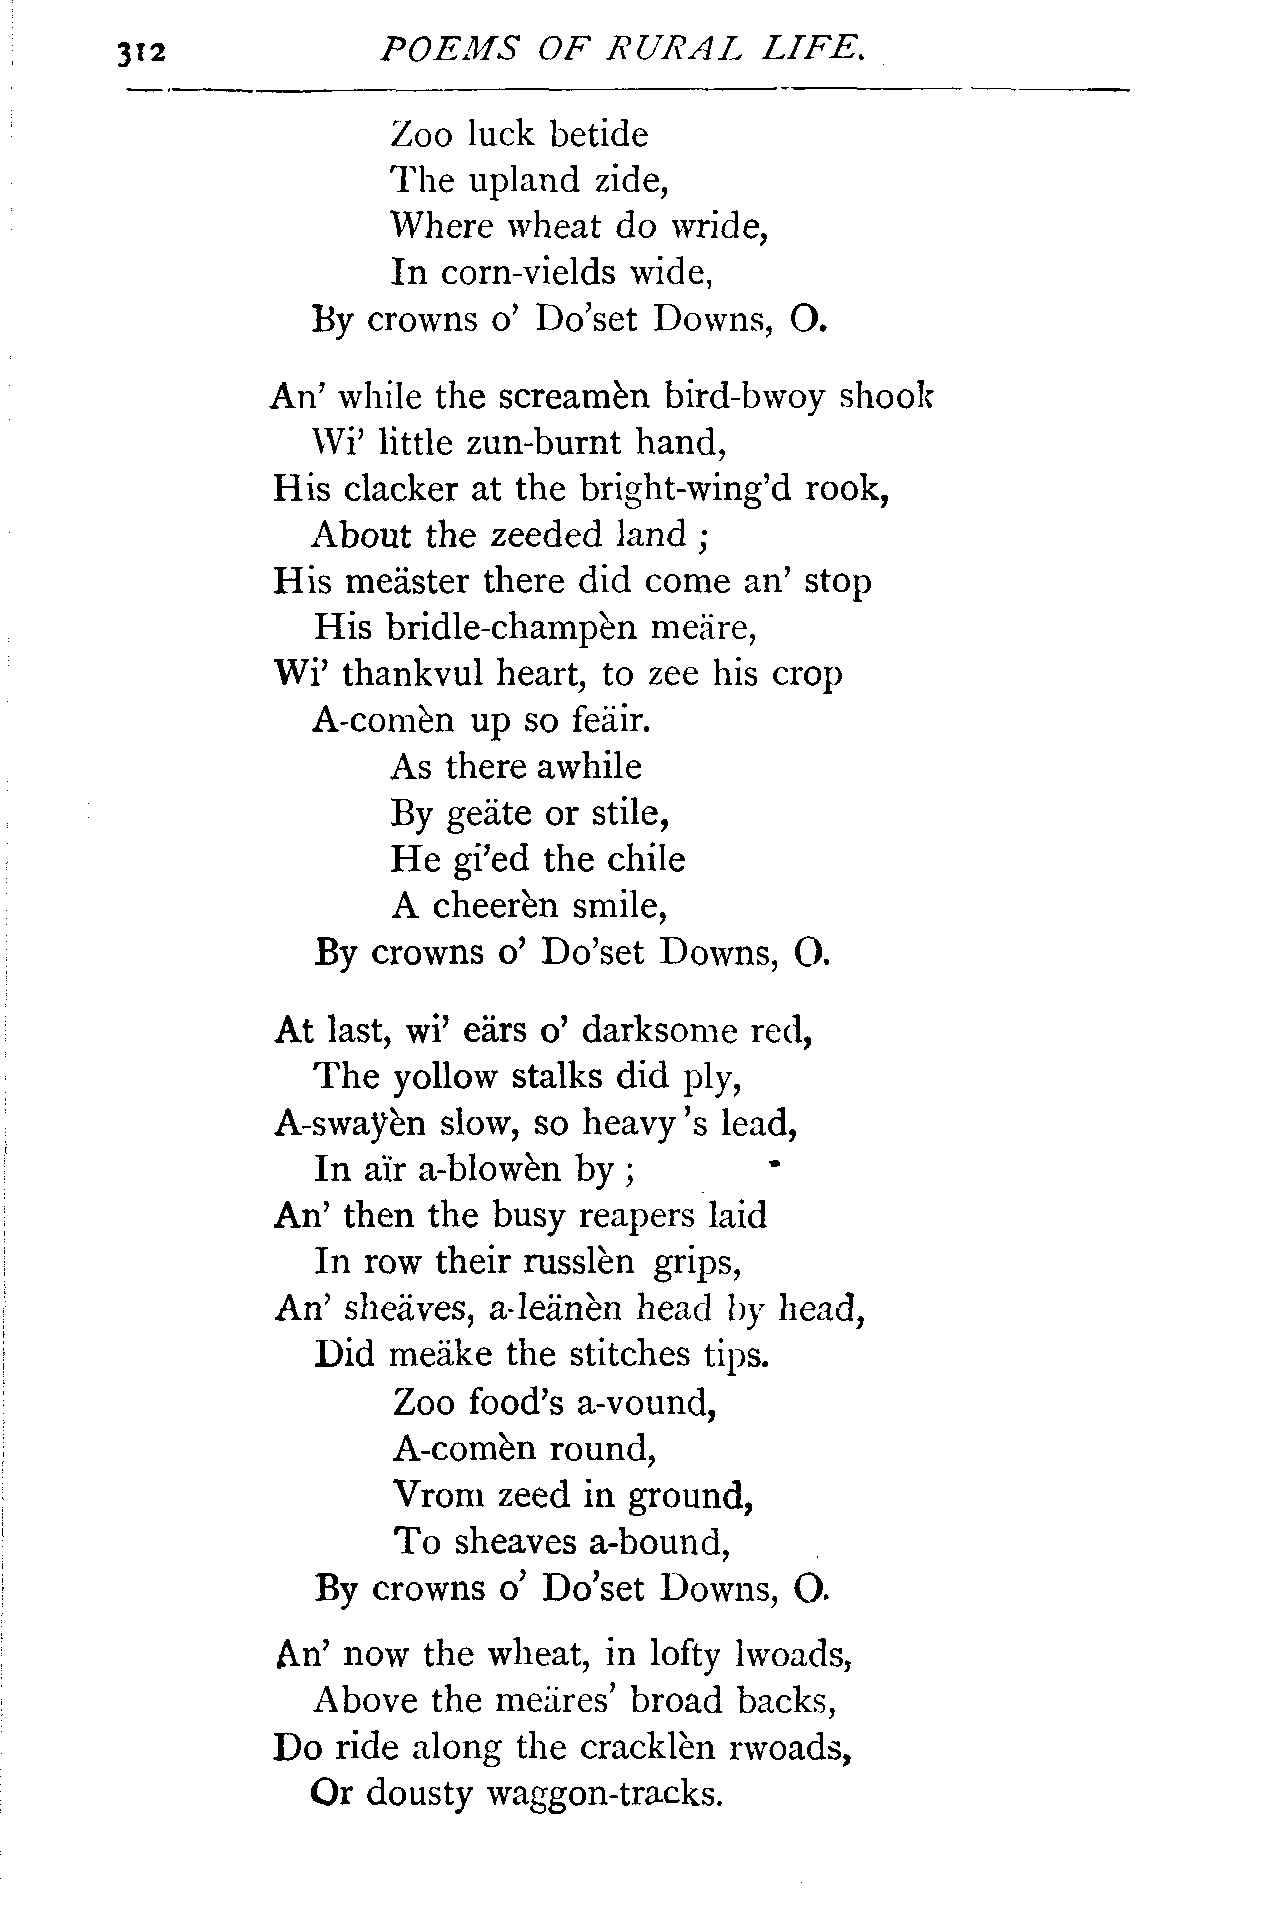 312 POEMS OF RURAL LIFE.
Zoo luck betide
The upland zide,
Where wheat do wride,
In corn-vields wide,
By crowns o' Do'set Downs, O.
An' while the screamèn bird-bwoy shook
Wi' little zun-burnt hand,
His clacker at the bright-wing'd rook,
About the zeeded land ;
His meäster there did come an' stop
His bridle-champèn meäre,
Wi' thankvul heart, to zee his crop
A-comèn up so feäir.
As there awhile
By geäte or stile,
He gi'ed the chile
A cheerèn smile,
By crowns o' Do'set Downs, O.
At last, wi' eärs o' darksome red,
The yollow stalks did ply,
A-swaÿèn slow, so heavy 's lead,
In aïr a-blowèn by ;
An' then the busy reapers laid
In row their russlèn grips,
An' sheäves, a-leänèn head by head,
Did meäke the stitches tips.
Zoo food's a-vound,
A-comèn round,
Vrom zeed in ground,
To sheaves a-bound,
By crowns o' Do'set Downs, O.
An' now the wheat, in lofty lwoads,
Above the meäres' broad backs,
Do ride along the cracklèn rwoads,
Or dousty waggon-tracks.